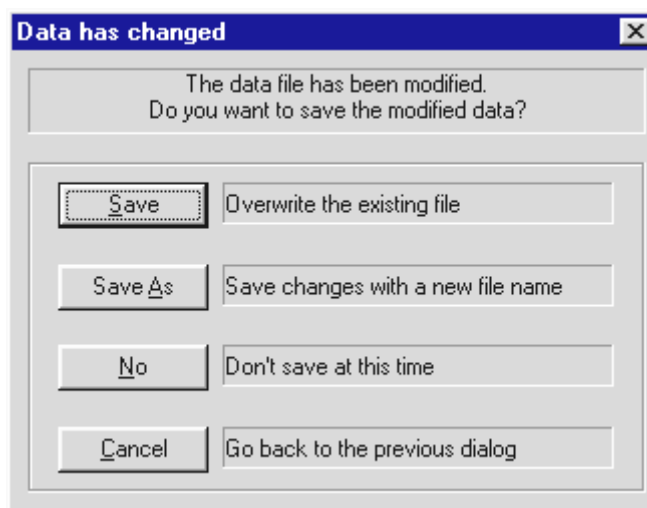 Data has changed
The data file has been modified.
Do you want to save the modified data?
Save Overwrite the existing file
Save As Save changes with a new file name
No Don't save at this time
Cancel Go back to the previous dialog